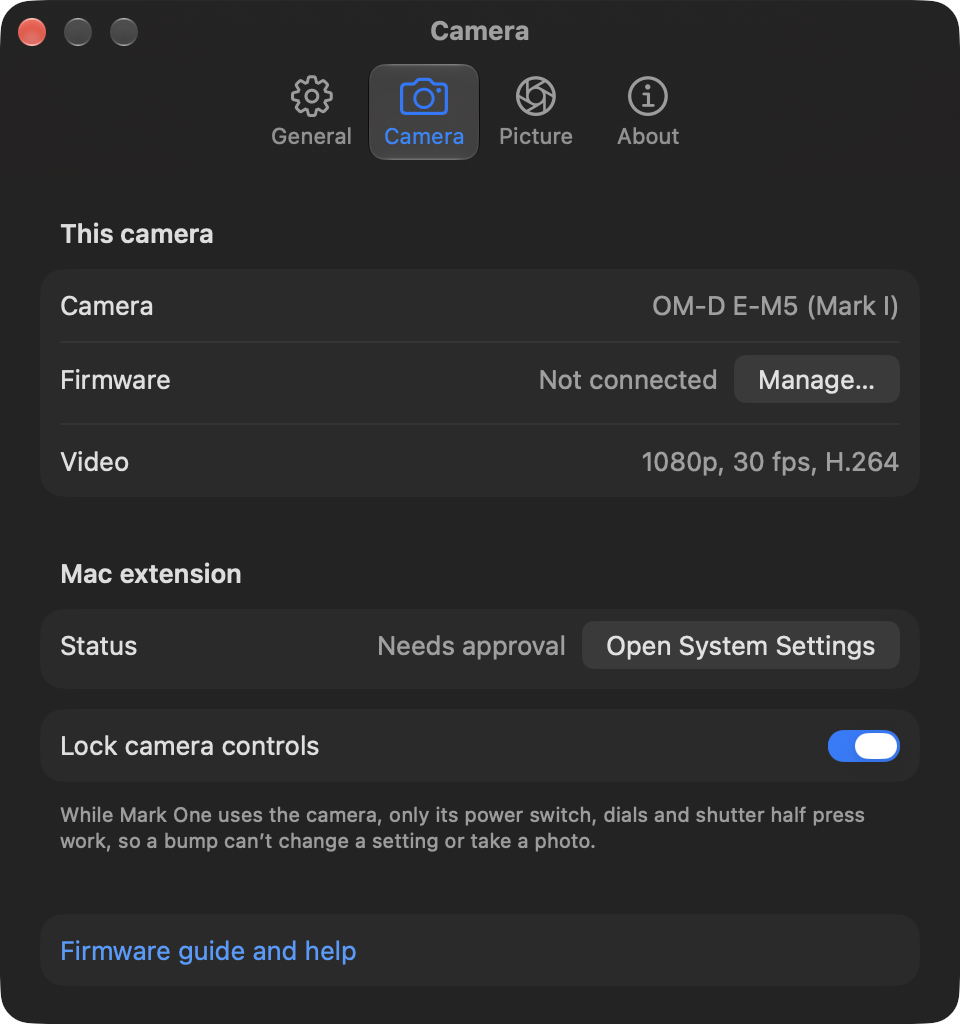 Camera
General
Camera
Picture
About
This camera
Camera
OM-D E-M5 (Mark I)
Firmware
Not connected
Manage...
Video
1080p, 30 fps, H.264
Mac extension
Status
Needs approval
Open System Settings
Lock camera controls
While Mark One uses the camera, only its power switch, dials and shutter half press
work, so a bump can’t change a setting or take a photo.
Firmware guide and help